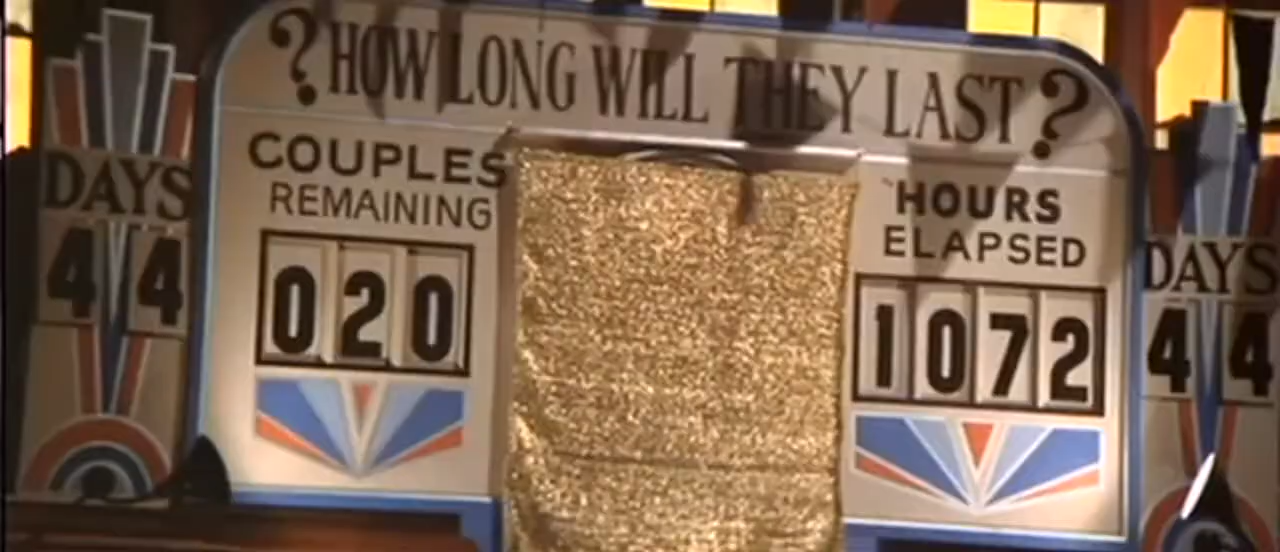 ? HOW LONG WILL THEY LAST ?
DAYS
44
COUPLES
REMAINING
020
HOURS
ELAPSED
1072
DAYS
44